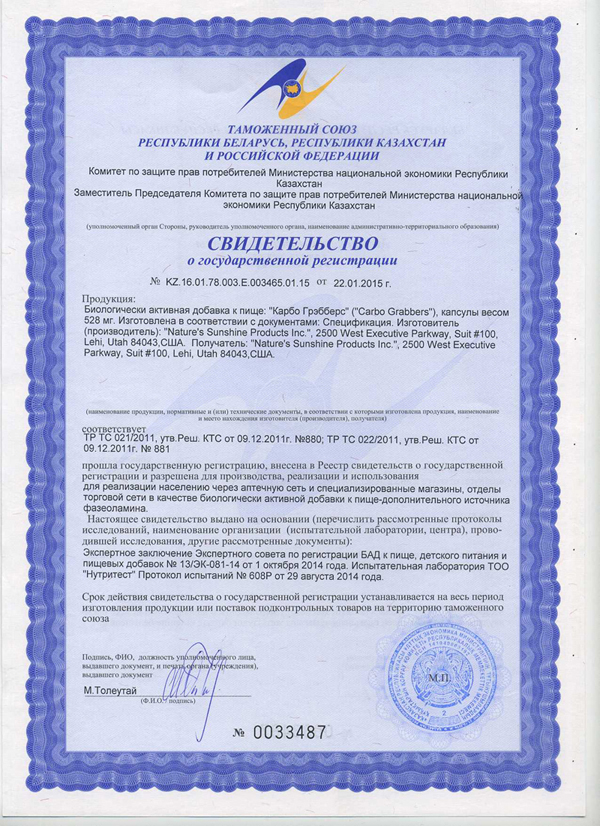 ТАМОЖЕННЫЙ СОЮЗ
РЕСПУБЛИКИ БЕЛАРУСЬ, РЕСПУБЛИКИ КАЗАХСТАН
И РОССИЙСКОЙ ФЕДЕРАЦИИ
Комитет по защите прав потребителей Министерства национальной экономики Республики
Казахстан
Заместитель Председателя Комитета по защите прав потребителей Министерства национальной
экономики Республики Казахстан
(уполномоченный орган Стороны, руководитель уполномоченного органа, наименование административно-территориального образования)
СВИДЕТЕЛЬСТВО
о государственной регистрации
№ KZ.16.01.78.003.E.003465.01.15 от 22.01.2015 г.
Продукция:
Биологически активная добавка к пище: "Карбо Грэбберс" ("Carbo Grabbers"), капсулы весом
528 мг. Изготовлена в соответствии с документами: Спецификация. Изготовитель
(производитель): "Nature's Sunshine Products Inc.", 2500 West Executive Parkway, Suit #100,
Lehi, Utah 84043,США. Получатель: "Nature's Sunshine Products Inc.", 2500 West Executive
Parkway, Suit #100, Lehi, Utah 84043,США.
(наименование продукции, нормативные и (или) технические документы, в соответствии с которыми изготовлена продукция, наименование
и место нахождения изготовителя (производителя), получателя)
соответствует
ТР ТС 021/2011, утв.Реш. КТС от 09.12.2011г. №880; ТР ТС 022/2011, утв.Реш. КТС от
09.12.2011г. № 881
прошла государственную регистрацию, внесена в Реестр свидетельств о государственной
регистрации и разрешена для производства, реализации и использования
для реализации населению через аптечную сеть и специализированные магазины, отделы
торговой сети в качестве биологически активной добавки к пище-дополнительного источника
фазеоламина.
Настоящее свидетельство выдано на основании (перечислить рассмотренные протоколы
исследований, наименование организации (испытательной лаборатории, центра), прово-
дившей исследования, другие рассмотренные документы):
Экспертное заключение Экспертного совета по регистрации БАД к пище, детского питания и
пищевых добавок № 13/ЭК-081-14 от 1 октября 2014 года. Испытательная лаборатория ТОО
"Нутритест" Протокол испытаний № 608Р от 29 августа 2014 года.
Срок действия свидетельства о государственной регистрации устанавливается на весь период
изготовления продукции или поставок подконтрольных товаров на территорию таможенного
союза
Подпись, ФИО, должность уполномоченного лица,
выдавшего документ, и печать органа (учреждения),
выдавшего документ
М.Толеутай
(Ф.И.О./ подпись)
М.П.
2
№ 0033487